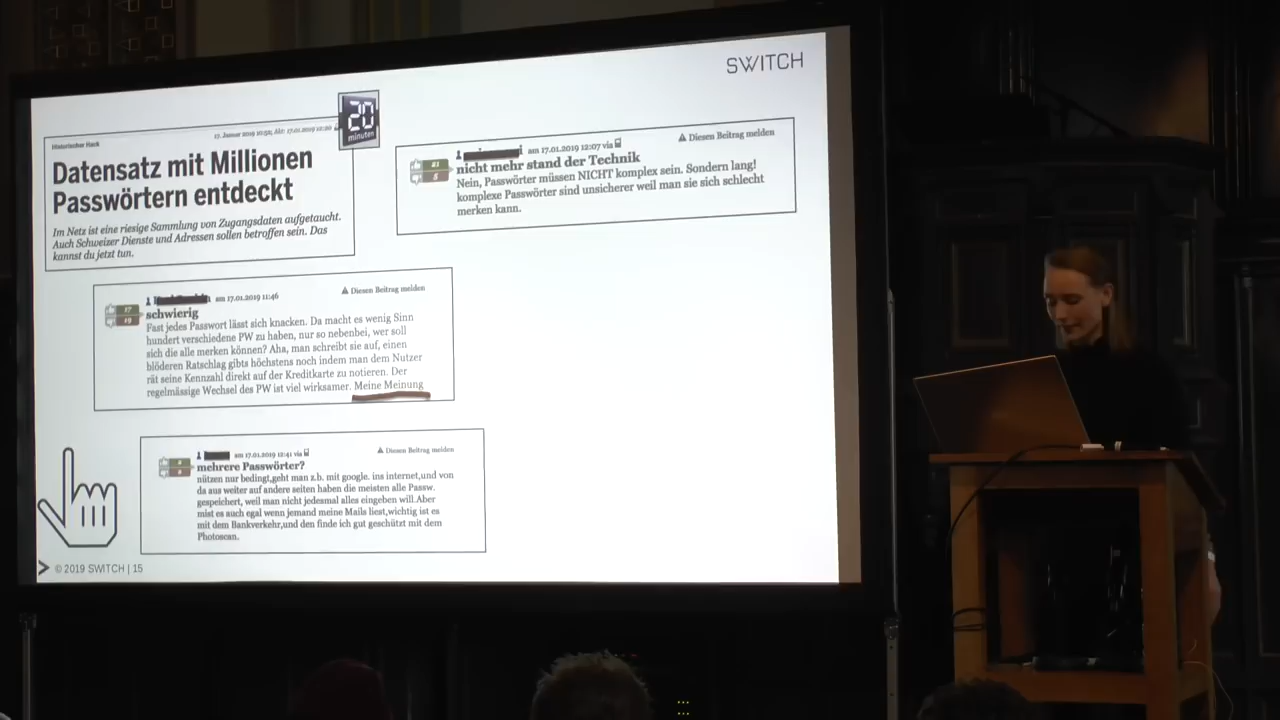 SWITCH
20
minuten
17. Januar 2019 10:52; Akt: 17.01.2019 12:20
Historischer Hack
Datensatz mit Millionen
Passwörtern entdeckt
Im Netz ist eine riesige Sammlung von Zugangsdaten aufgetaucht.
Auch Schweizer Dienste und Adressen sollen betroffen sein. Das
kannst du jetzt tun.
am 17.01.2019 12:07 via
Diesen Beitrag melden
21
5
nicht mehr stand der Technik
Nein, Passwörter müssen NICHT komplex sein. Sondern lang!
komplexe Passwörter sind unsicherer weil man sie sich schlecht
merken kann.
am 17.01.2019 11:46
Diesen Beitrag melden
17
19
schwierig
Fast jedes Passwort lässt sich knacken. Da macht es wenig Sinn
hundert verschiedene PW zu haben, nur so nebenbei, wer soll
sich die alle merken können? Aha, man schreibt sie auf, einen
blöderen Ratschlag gibts höchstens noch indem man dem Nutzer
rät seine Kennzahl direkt auf der Kreditkarte zu notieren. Der
regelmässige Wechsel des PW ist viel wirksamer. Meine Meinung
am 17.01.2019 12:41 via
Diesen Beitrag melden
mehrere Passwörter?
nützen nur bedingt,geht man z.b. mit google. ins internet,und von
da aus weiter auf andere seiten haben die meisten alle Passw.
gespeichert, weil man nicht jedesmal alles eingeben will.Aber
mist es auch egal wenn jemand meine Mails liest,wichtig ist es
mit dem Bankverkehr,und den finde ich gut geschützt mit dem
Photoscan.
© 2019 SWITCH | 15